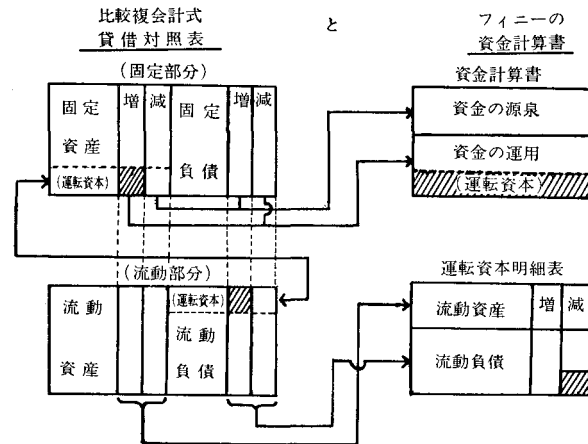 比較複会計式
貸借対照表
と
フィニーの
資金計算書
(固定部分)
固定
資産
増
減
固定
負債
増
減
(運転資本)
資金計算書
資金の源泉
資金の運用
(運転資本)
(流動部分)
流動
資産
(運転資本)
流動
負債
運転資本明細表
流動資産
増
減
流動負債